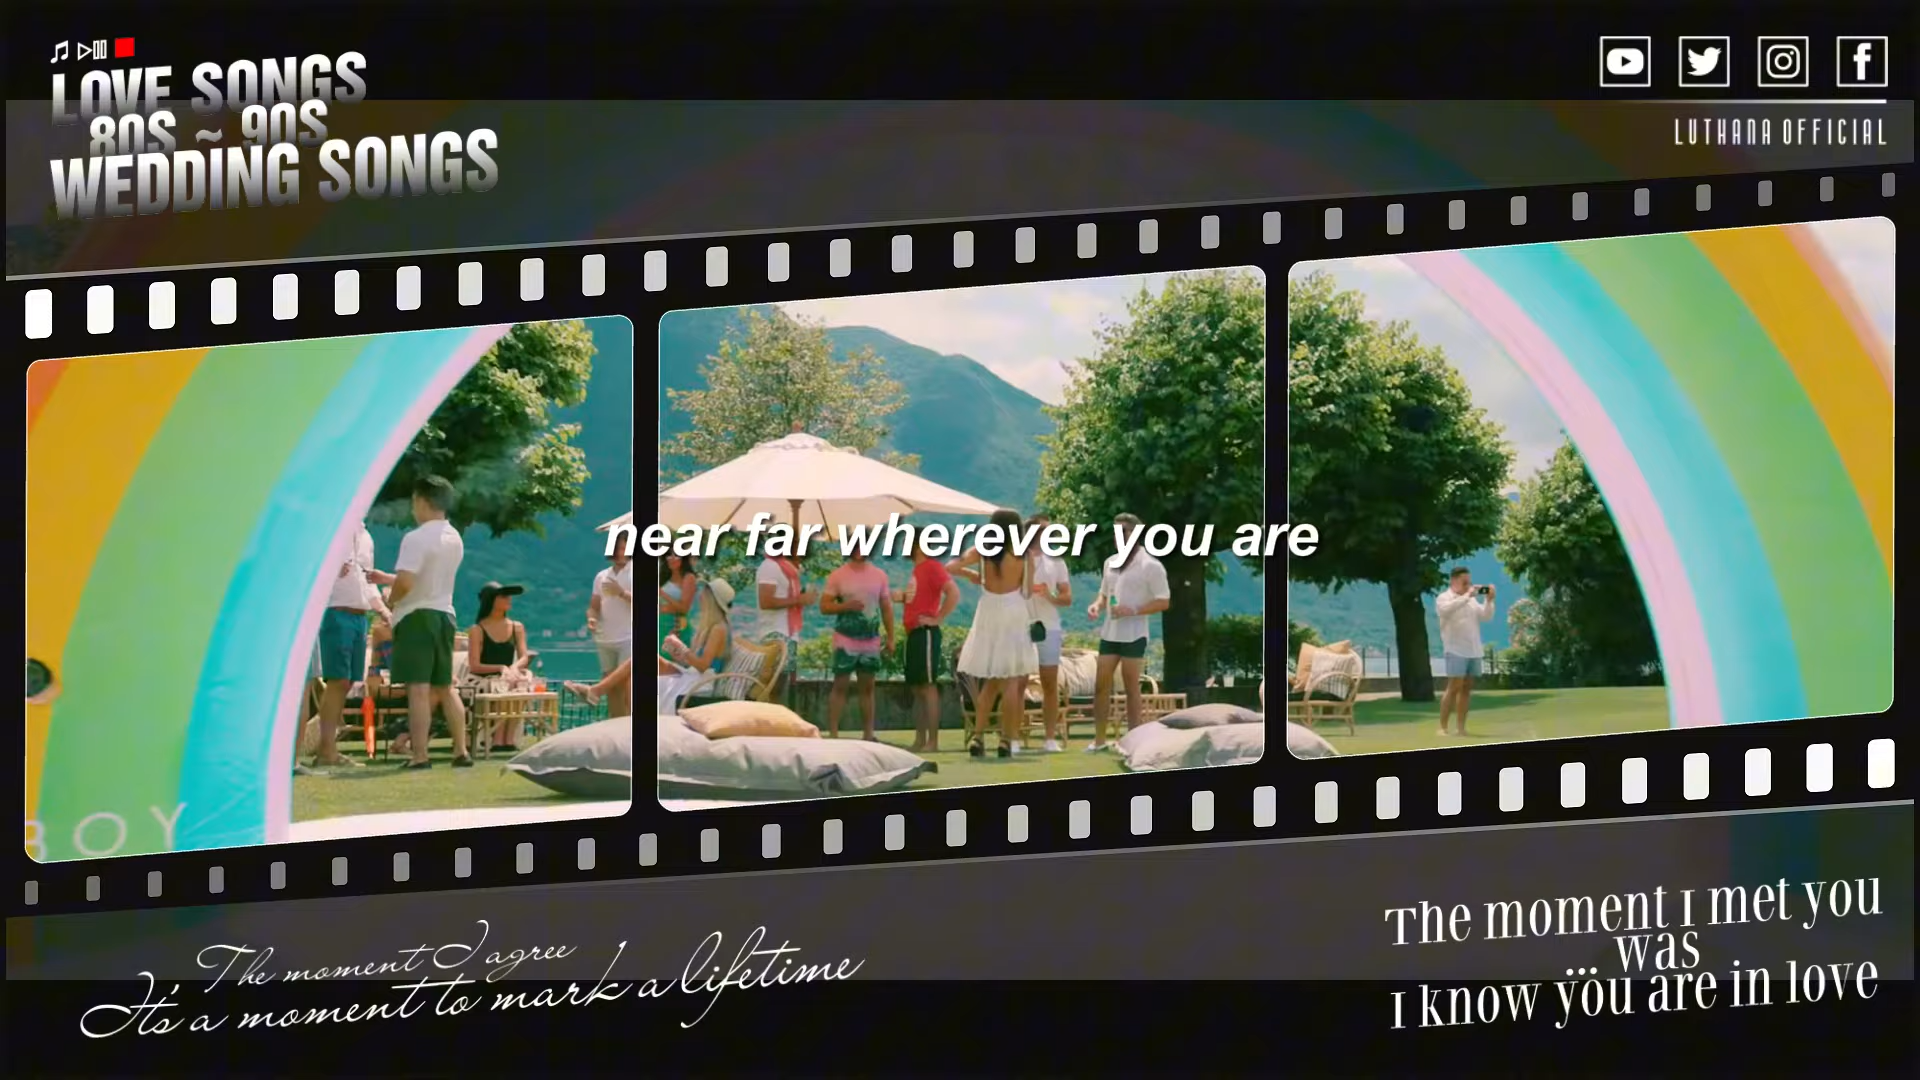 LOVE SONGS
80S ~ 90S
WEDDING SONGS
LUTHANA OFFICIAL
near far wherever you are
BOY
The moment I agree
It's a moment to mark a lifetime
The moment I met you
was
I know you are in love